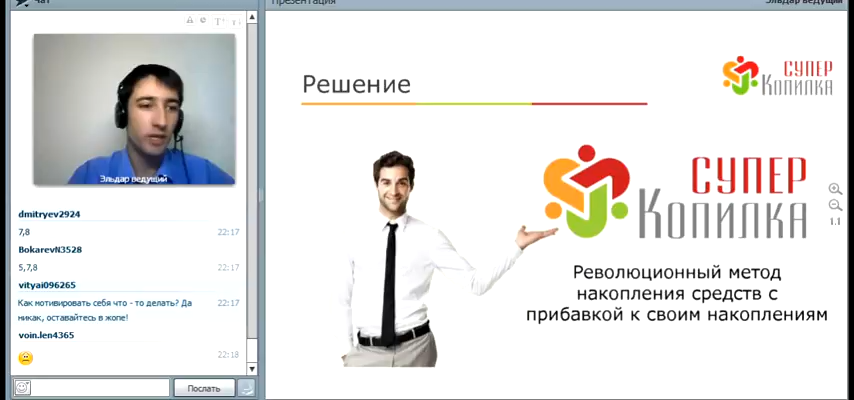 Чат
Презентация
Эльдар ведущий
Эльдар ведущий
dmitryev2924
7,8
22:17
BokarevN3528
5,7,8
22:17
vityai096265
Как мотивировать себя что - то делать? Да
22:17
никак, оставайтесь в жопе!
voin.len4365
22:18
Послать
Решение
СУПЕР
КОПИЛКА
СУПЕР
КОПИЛКА
Революционный метод
накопления средств с
прибавкой к своим накоплениям
1.1